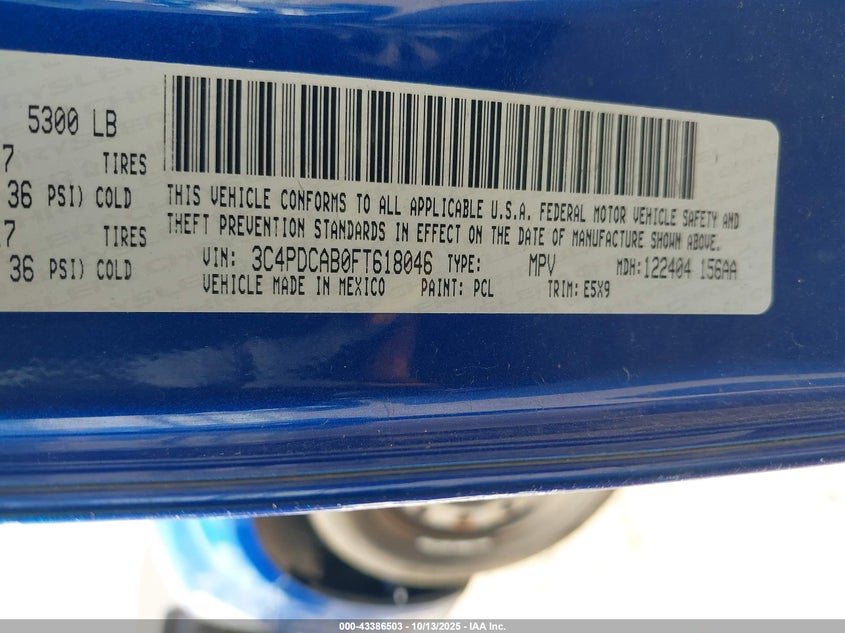 5300 LB
7 TIRES
36 PSI) COLD
7 TIRES
36 PSI) COLD
THIS VEHICLE CONFORMS TO ALL APPLICABLE U.S.A. FEDERAL MOTOR VEHICLE SAFETY AND
THEFT PREVENTION STANDARDS IN EFFECT ON THE DATE OF MANUFACTURE SHOWN ABOVE.
VIN: 3C4PDCAB0FT618046 TYPE: MPV MDH:122404 156AA
VEHICLE MADE IN MEXICO PAINT: PCL TRIM: E5X9
000-43386503 - 10/13/2025 - IAA Inc.